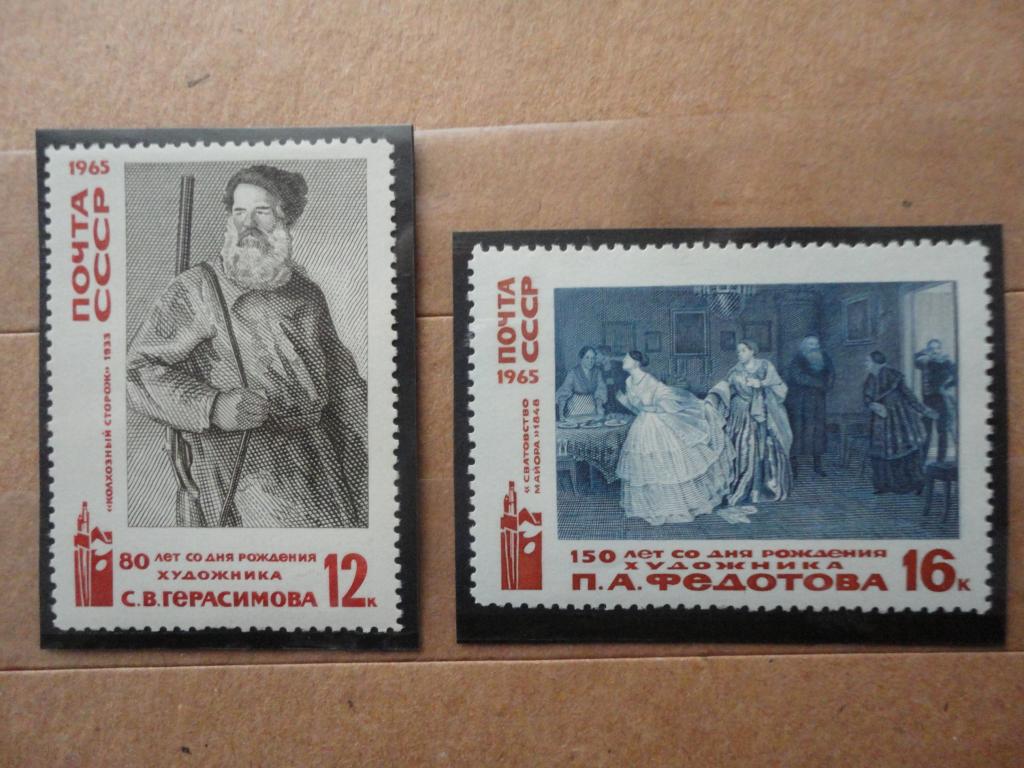 1965
ПОЧТА
СССР
«КОЛХОЗНЫЙ СТОРОЖ» 1933
80 ЛЕТ СО ДНЯ РОЖДЕНИЯ
ХУДОЖНИКА
С.В.ГЕРАСИМОВА
12К
ПОЧТА
СССР
1965
«СВАТОВСТВО
МАЙОРА» 1848
150 ЛЕТ СО ДНЯ РОЖДЕНИЯ
ХУДОЖНИКА
П.А.ФЕДОТОВА
16К